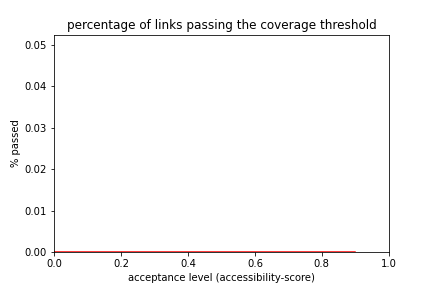 percentage of links passing the coverage threshold
0.05
0.04
0.03
0.02
0.01
0.00
% passed
0.0 0.2 0.4 0.6 0.8 1.0
acceptance level (accessibility-score)